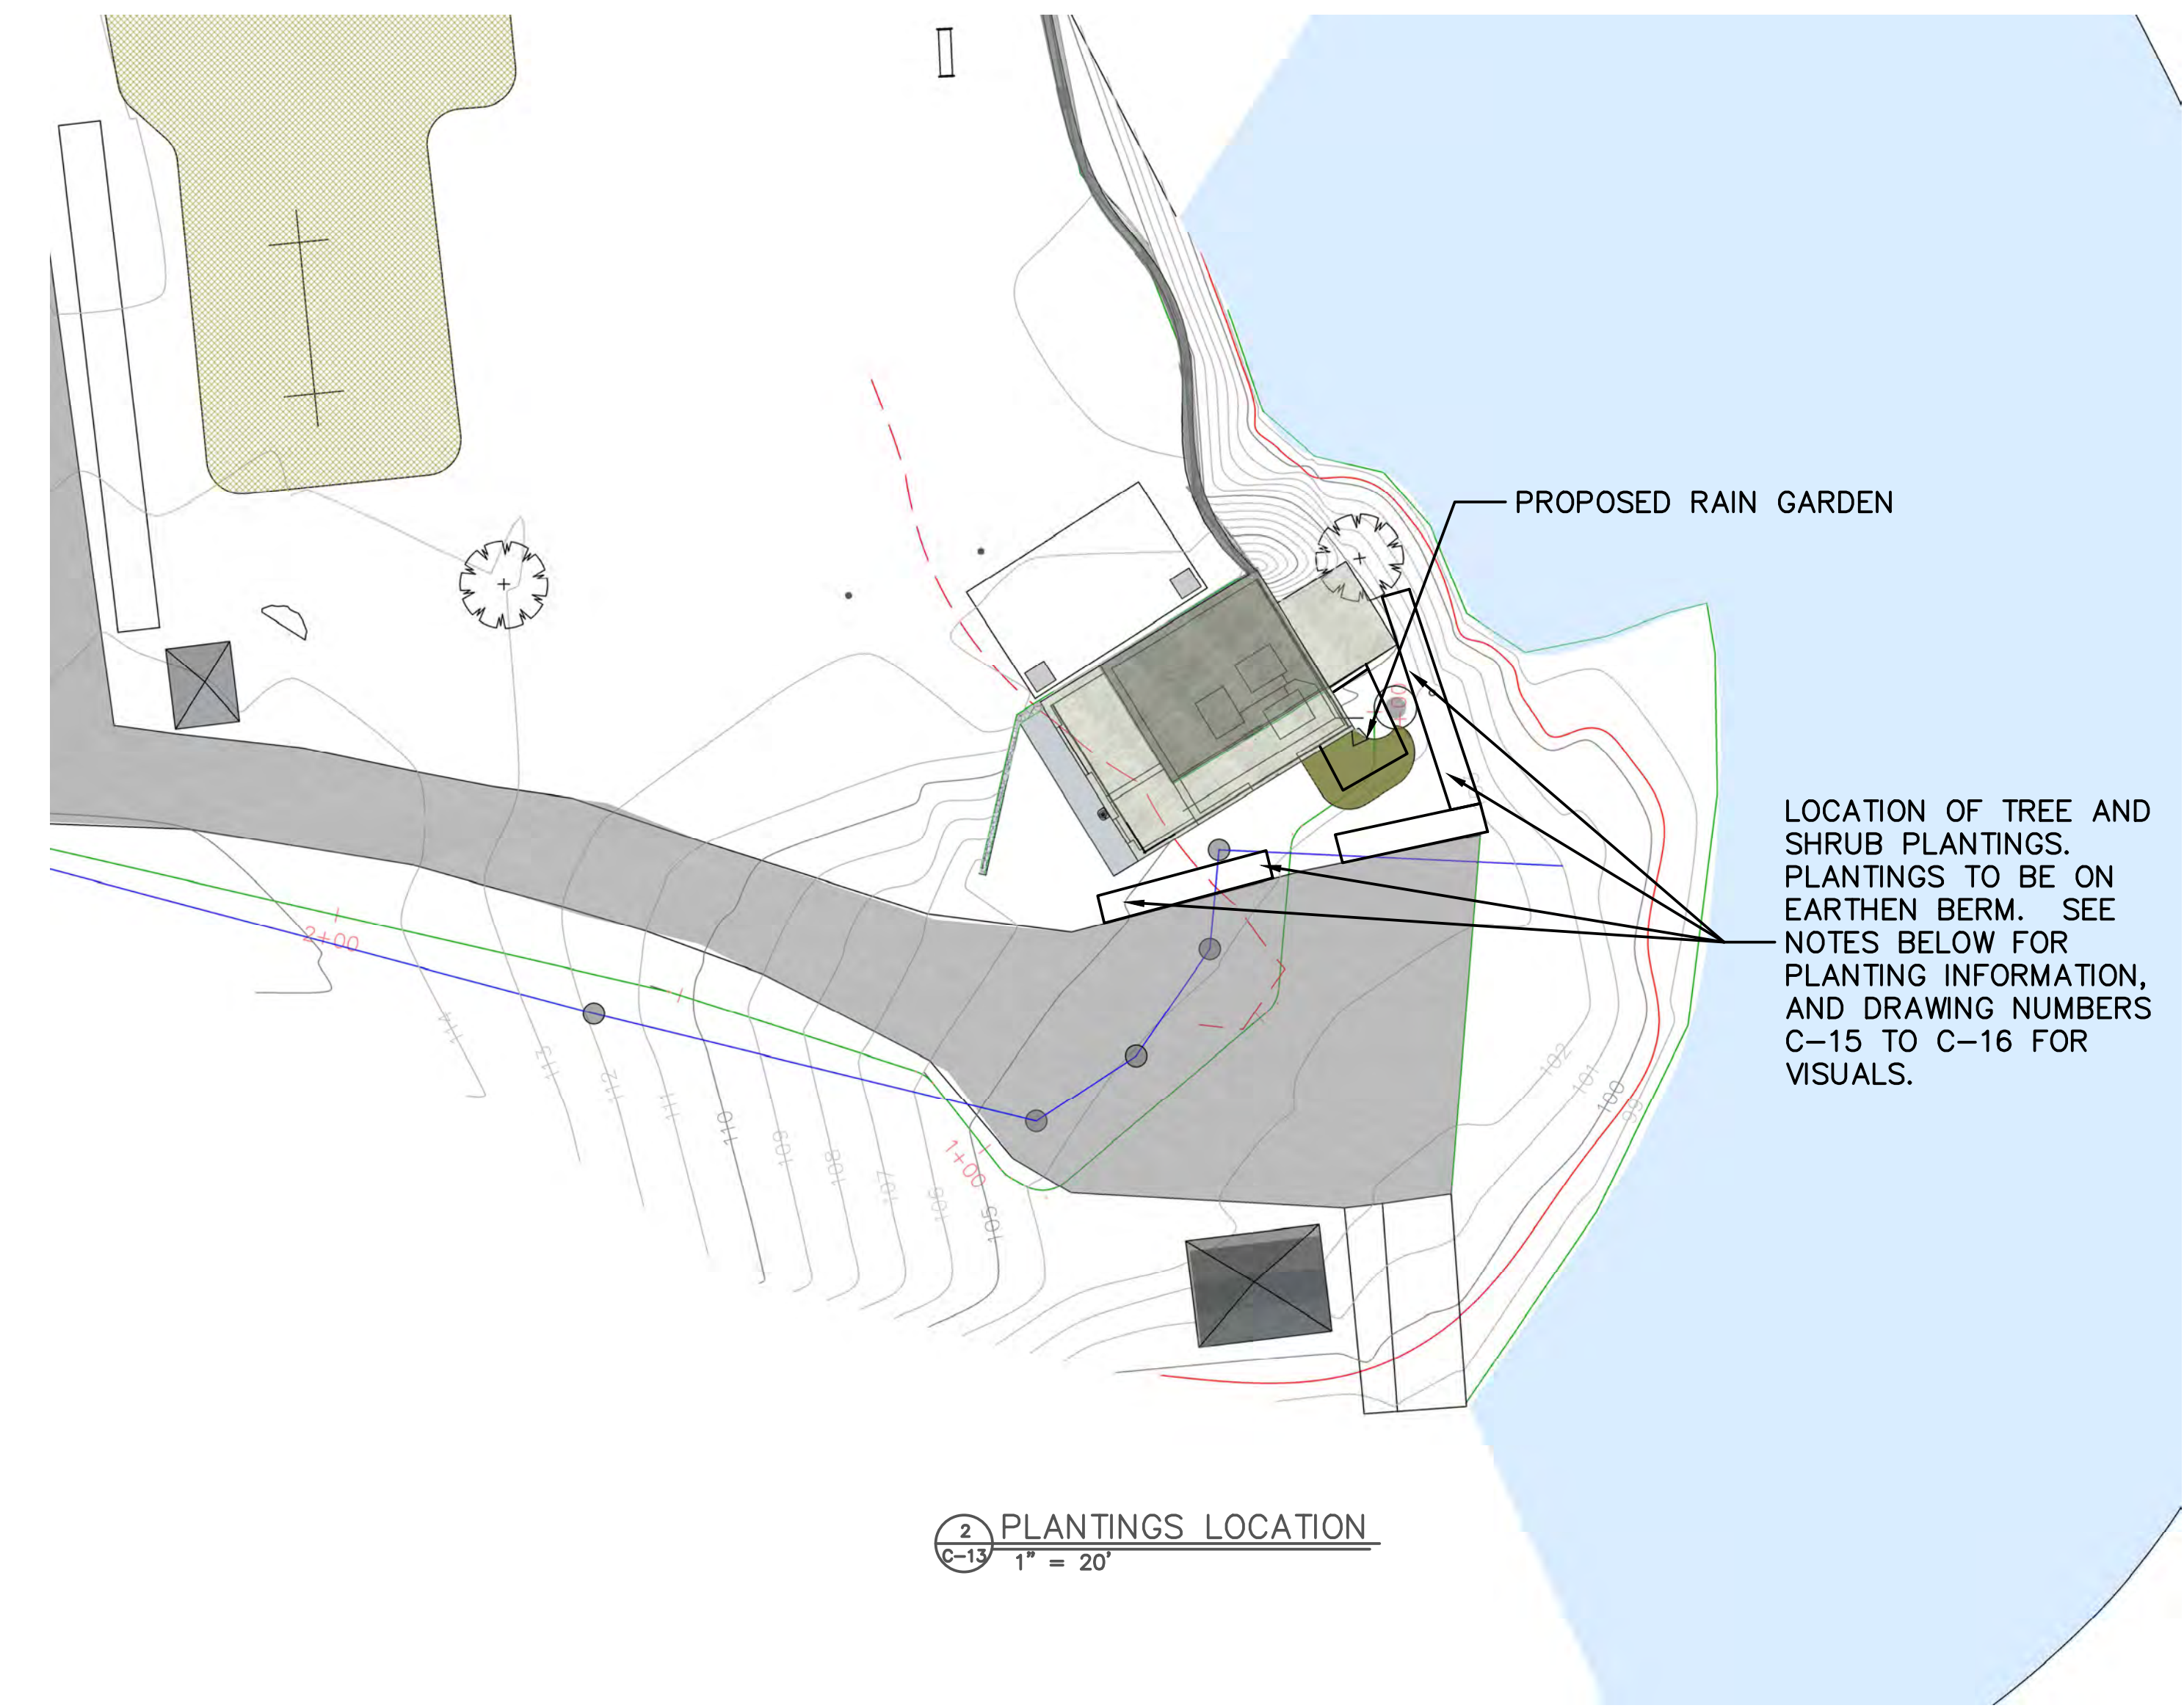 PROPOSED RAIN GARDEN
LOCATION OF TREE AND
SHRUB PLANTINGS.
PLANTINGS TO BE ON
EARTHEN BERM. SEE
NOTES BELOW FOR
PLANTING INFORMATION,
AND DRAWING NUMBERS
C-15 TO C-16 FOR
VISUALS.
2+00
1+00
114
113
112
111
110
109
108
107
106
105
102
101
100
99
2
C-13
PLANTINGS LOCATION
1" = 20'